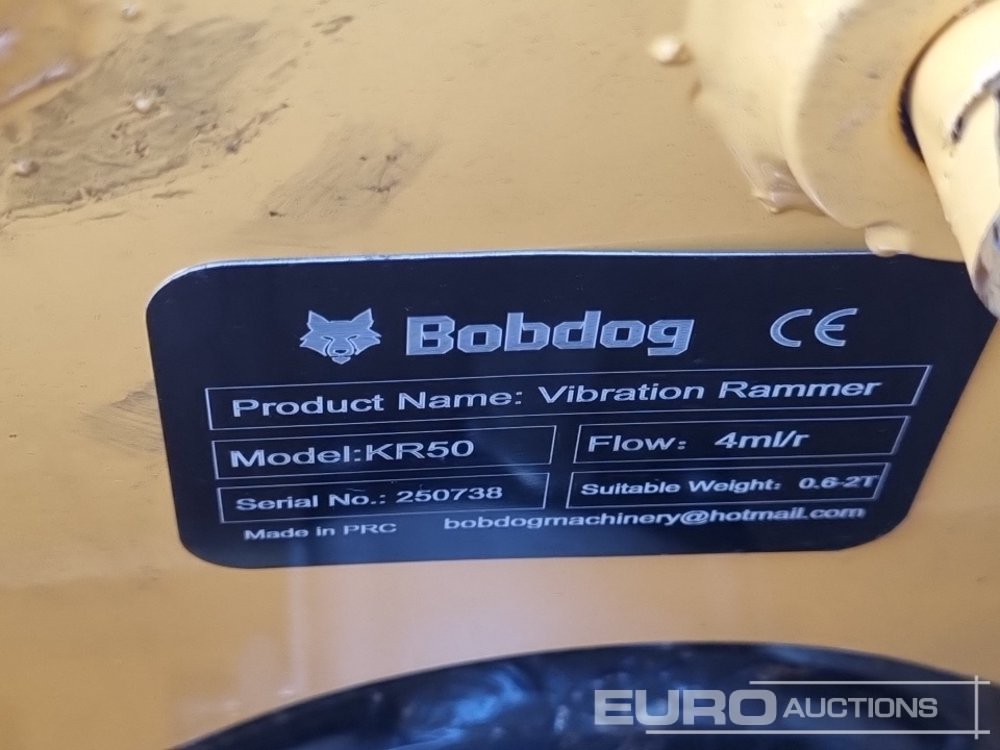 Bobdog CE
Product Name: Vibration Rammer
Model:KR50
Flow: 4ml/r
Serial No.: 250738
Suitable Weight: 0.6-2T
Made in PRC
bobdogmachinery@hotmail.com
EURO AUCTIONS